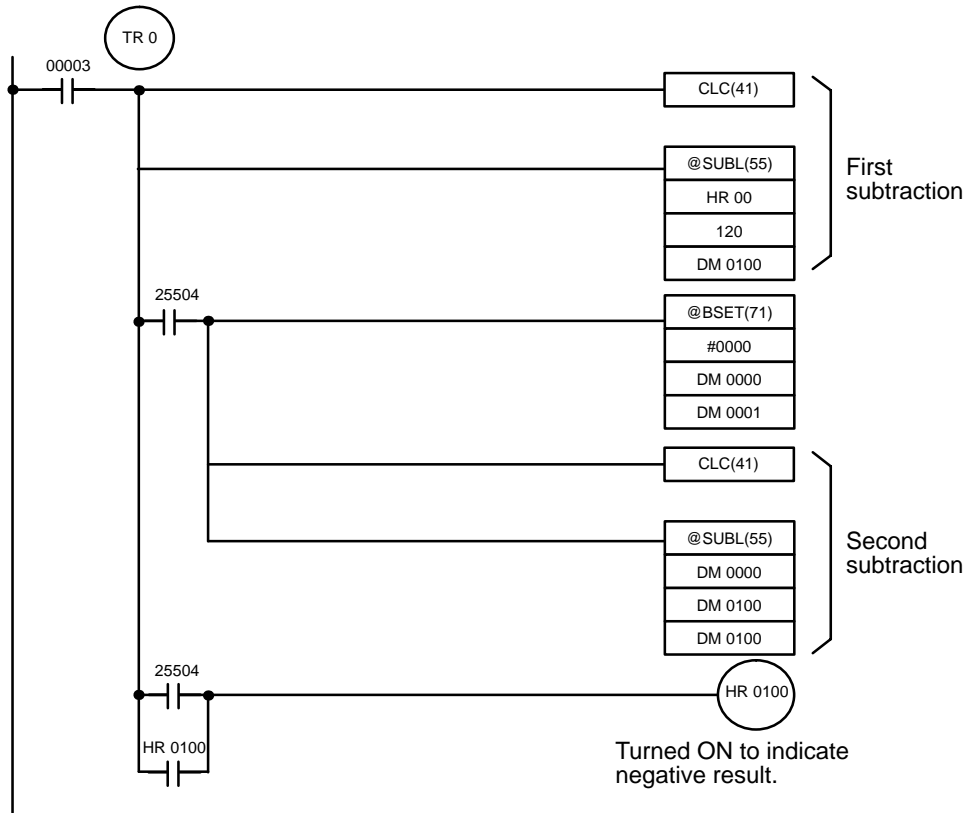 TR 0
00003
CLC(41)
@SUBL(55)
HR 00
120
DM 0100
First
subtraction
25504
@BSET(71)
#0000
DM 0000
DM 0001
CLC(41)
@SUBL(55)
DM 0000
DM 0100
DM 0100
Second
subtraction
25504
HR 0100
HR 0100
Turned ON to indicate
negative result.